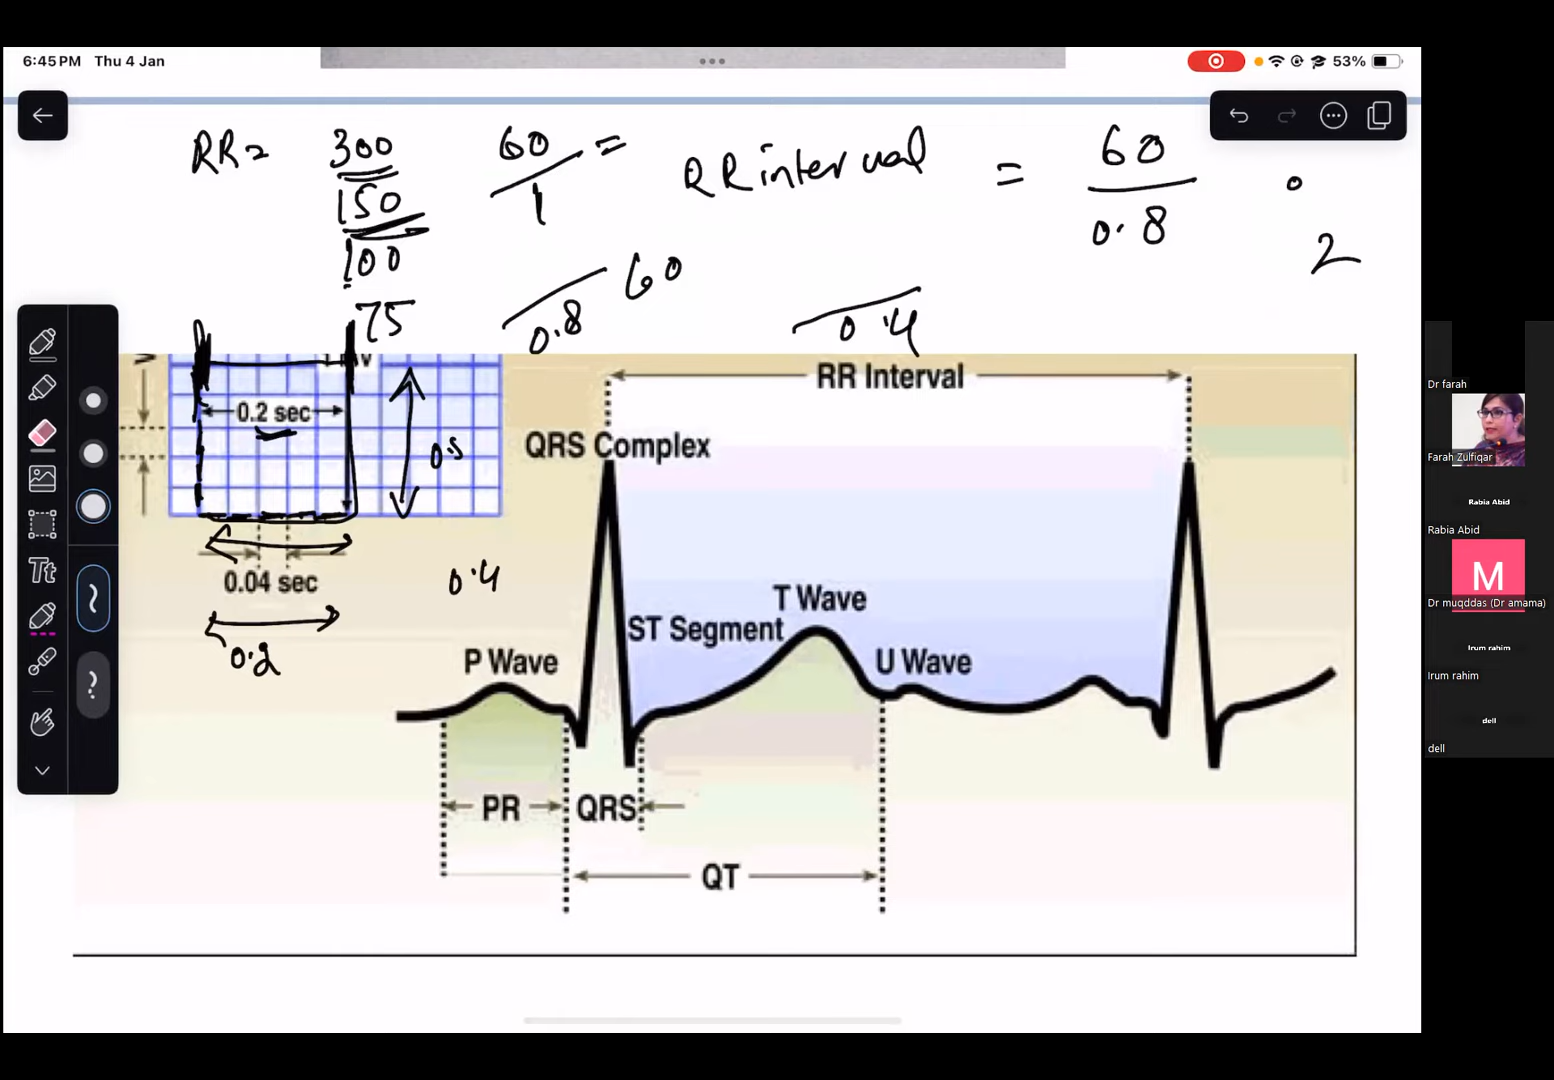 6:45 PM Thu 4 Jan
53%
RR= 300 60/1 = RR interval = 60/0.8
150
100
75
60
0.8
0.4
2
0.2 sec
0.5
0.04 sec
0.4
0.2
RR Interval
QRS Complex
T Wave
ST Segment
P Wave
U Wave
PR
QRS
QT
Tt
Dr farah
Farah Zulfiqar
Rabia Abid
Rabia Abid
M
Dr muqddas (Dr amama)
Irum rahim
Irum rahim
dell
dell